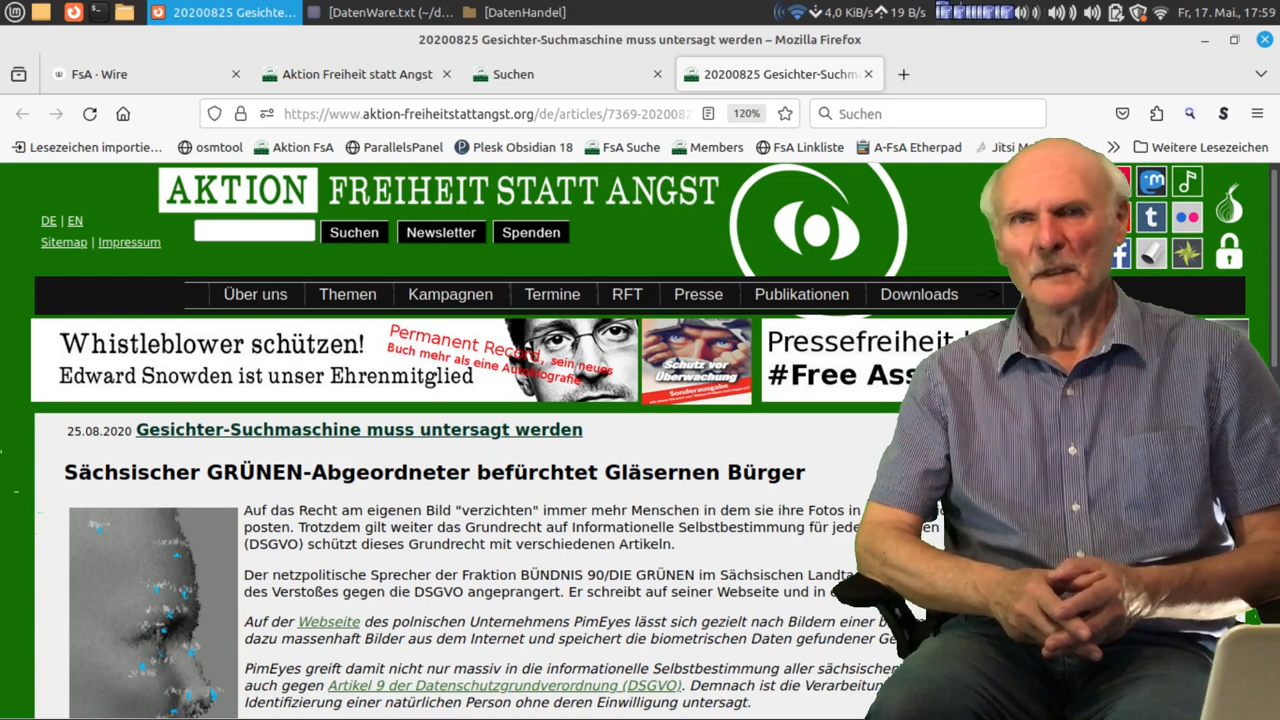 20200825 Gesichte...
[DatenWare.txt (~/d...
[DatenHandel]
4,0 KiB/s 19 B/s
Fr, 17. Mai., 17:59
20200825 Gesichter-Suchmaschine muss untersagt werden – Mozilla Firefox
FsA · Wire
Aktion Freiheit statt Angst
Suchen
20200825 Gesichter-Suchm
https://www.aktion-freiheitstattangst.org/de/articles/7369-2020082
120%
Suchen
Lesezeichen importie...
osmtool
Aktion FsA
ParallelsPanel
Plesk Obsidian 18
FsA Suche
Members
FsA Linkliste
A-FsA Etherpad
Jitsi
Weitere Lesezeichen
AKTION FREIHEIT STATT ANGST
DE | EN
Sitemap | Impressum
Suchen
Newsletter
Spenden
Über uns
Themen
Kampagnen
Termine
RFT
Presse
Publikationen
Downloads
-->
Whistleblower schützen!
Edward Snowden ist unser Ehrenmitglied
Permanent Record, sein neues
Buch mehr als eine Autobiografie
Schutz vor
Überwachung
Sonderausgabe
Pressefreiheit
#Free Ass
25.08.2020 Gesichter-Suchmaschine muss untersagt werden
Sächsischer GRÜNEN-Abgeordneter befürchtet Gläsernen Bürger
Auf das Recht am eigenen Bild "verzichten" immer mehr Menschen in dem sie ihre Fotos in
posten. Trotzdem gilt weiter das Grundrecht auf Informationelle Selbstbestimmung für jede
(DSGVO) schützt dieses Grundrecht mit verschiedenen Artikeln.
Der netzpolitische Sprecher der Fraktion BÜNDNIS 90/DIE GRÜNEN im Sächsischen Landta
des Verstoßes gegen die DSGVO angeprangert. Er schreibt auf seiner Webseite und in
Auf der Webseite des polnischen Unternehmens PimEyes lässt sich gezielt nach Bildern einer b
dazu massenhaft Bilder aus dem Internet und speichert die biometrischen Daten gefundener Ge
PimEyes greift damit nicht nur massiv in die informationelle Selbstbestimmung aller sächsischen
auch gegen Artikel 9 der Datenschutzgrundverordnung (DSGVO). Demnach ist die Verarbeitun
Identifizierung einer natürlichen Person ohne deren Einwilligung untersagt.